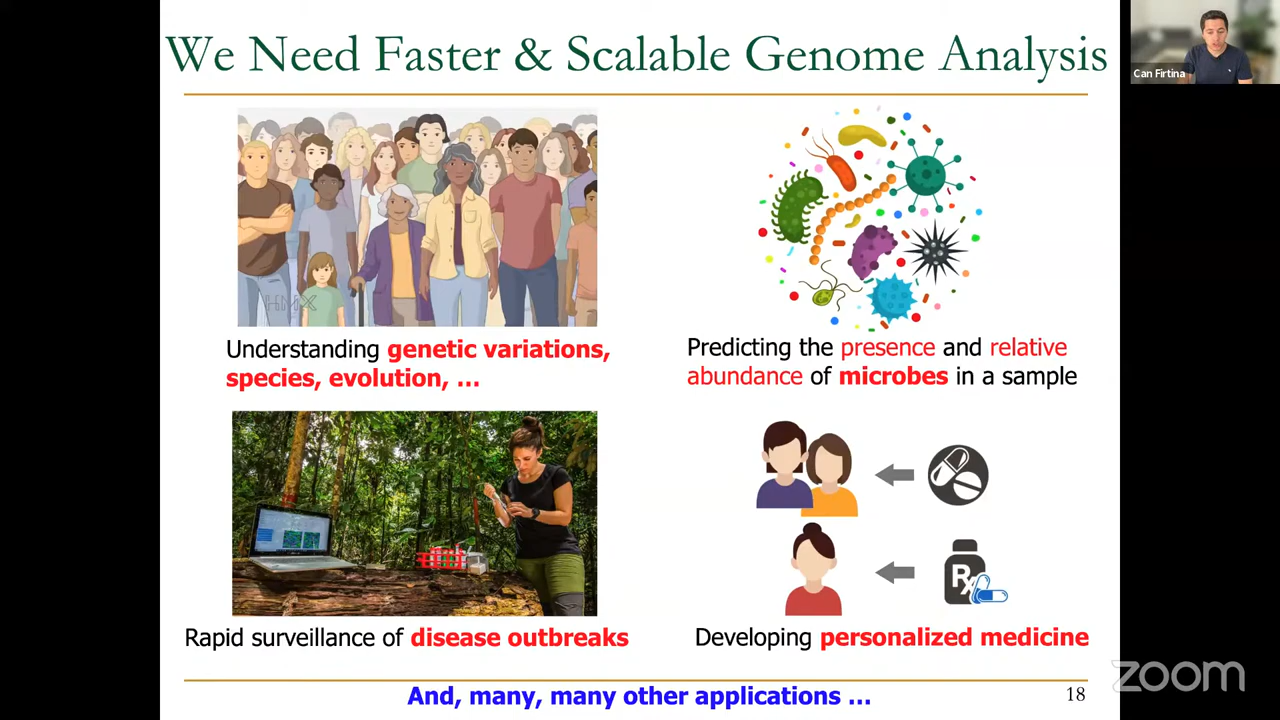 We Need Faster & Scalable Genome Analysis
Can Firtina
HMX
Understanding genetic variations,
species, evolution, …
Predicting the presence and relative
abundance of microbes in a sample
Rx
Rapid surveillance of disease outbreaks
Developing personalized medicine
And, many, many other applications …
18
zoom